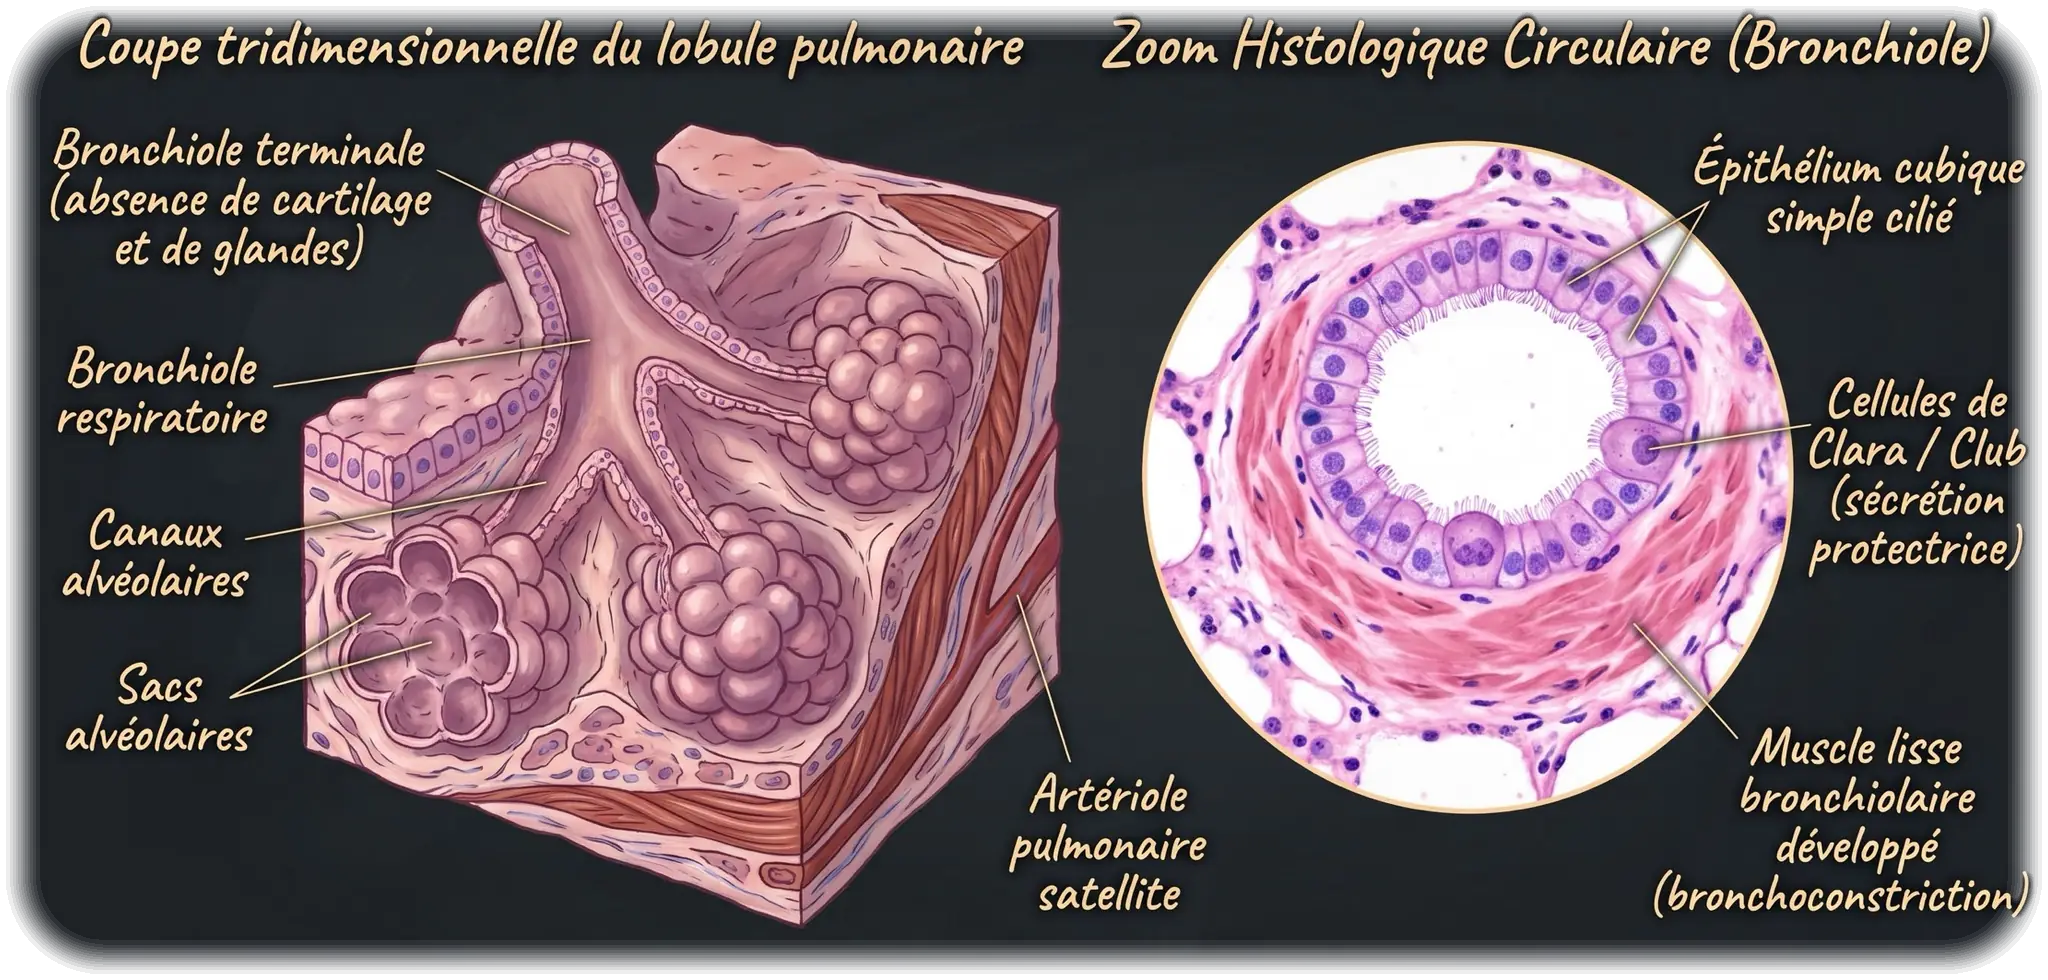 Coupe tridimensionnelle du lobule pulmonaire
Bronchiole terminale
(absence de cartilage
et de glandes)
Bronchiole
respiratoire
Canaux
alvéolaires
Sacs
alvéolaires
Artériole
pulmonaire
satellite
Zoom Histologique Circulaire (Bronchiole)
Épithélium cubique
simple cilié
Cellules de
Clara / Club
(sécrétion
protectrice)
Muscle lisse
bronchiolaire
développé
(bronchoconstriction)